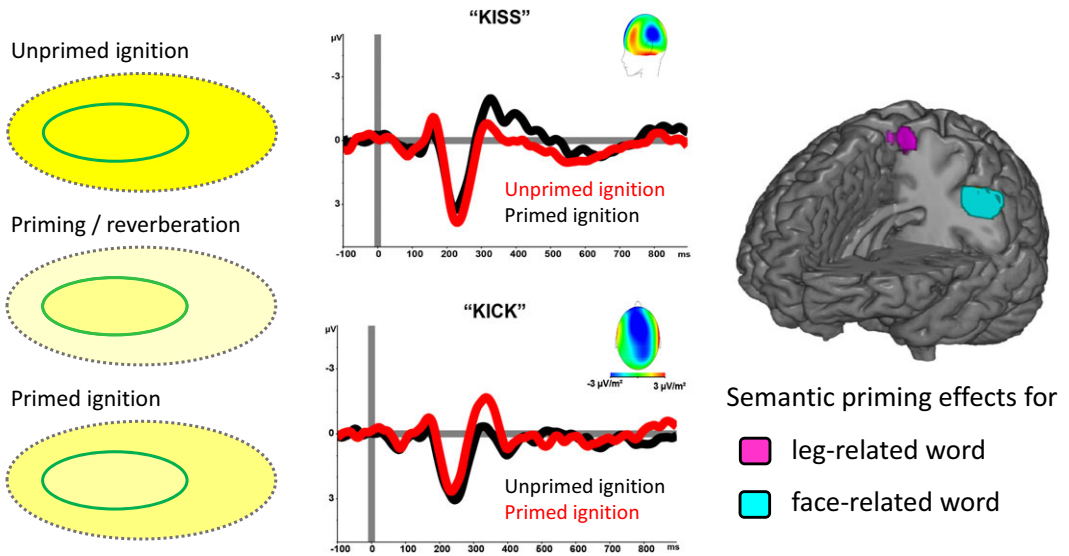 Unprimed ignition
Priming / reverberation
Primed ignition
“KISS”
µV
-3
0
3
Unprimed ignition
Primed ignition
-100 0 100 200 300 400 500 600 700 800 ms
“KICK”
µV
-3
0
3
-3 µV/m² 3 µV/m²
Unprimed ignition
Primed ignition
-100 0 100 200 300 400 500 600 700 800 ms
Semantic priming effects for
leg-related word
face-related word